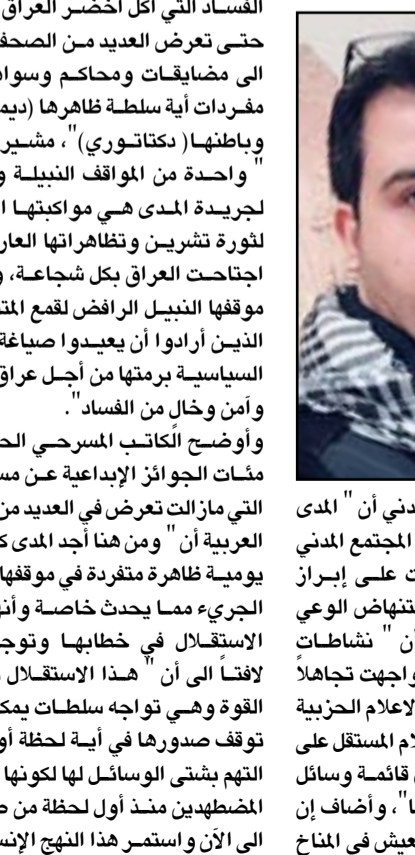 الفساد التي أكل أخضر العراق
حتى تعرض العديد من الصحف
الى مضايقات ومحاكم وسوا
مفردات أية سلطة ظاهرها (ديم
وباطنها( دكتاتوري)"، مشير
" واحدة من المواقف النبيلة و
لجريدة المدى هي مواكبتها ا
لثورة تشرين وتظاهراتها العار
اجتاحت العراق بكل شجاعة، و
موقفها النبيل الرافض لقمع المت
الذين أرادوا أن يعيدوا صياغة
السياسية برمتها من أجل عراق
وآمن وخالٍ من الفساد".
وأوضح الكاتب المسرحي الح
مئات الجوائز الإبداعية عن مس
التي مازالت تعرض في العديد من
العربية أن " ومن هنا أجد المدى ك
يومية ظاهرة متفردة في موقفها
الجريء مما يحدث خاصة وأنه
الاستقلال في خطابها وتوج
لافتاً الى أن " هذا الاستقلال
القوة وهي تواجه سلطات يمك
توقف صدورها في أية لحظة أو
التهم بشتى الوسائل لها لكونها
المضطهدين منذ أول لحظة من ص
الى الآن واستمر هذا النهج الإنس
دني أن " المدى
المجتمع المدني
ت على إبراز
ستنهاض الوعي
أن " نشاطات
واجهت تجاهلاً
الاعلام الحزبية
لام المستقل على
قائمة وسائل
ا"، وأضاف إن
عيش في المناخ